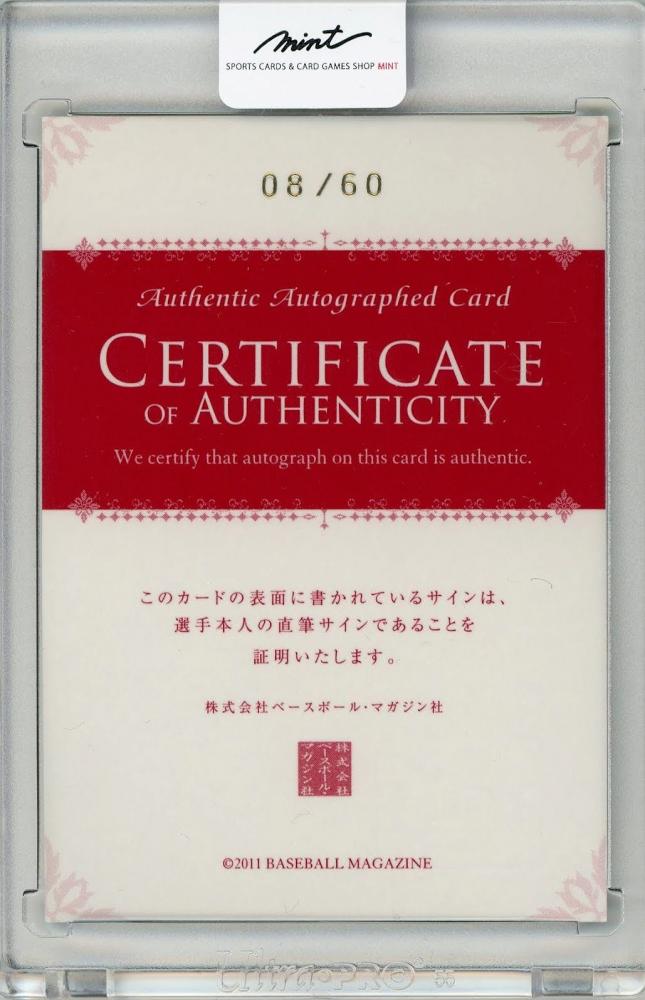 mint
SPORTS CARDS & CARD GAMES SHOP MINT
08/60
Authentic Autographed Card
CERTIFICATE
OF AUTHENTICITY
We certify that autograph on this card is authentic.
このカードの表面に書かれているサインは、
選手本人の直筆サインであることを
証明いたします。
株式会社ベースボール・マガジン社
株式会社
ベースボール・
マガジン社
©2011 BASEBALL MAGAZINE
Ultra·PRO®